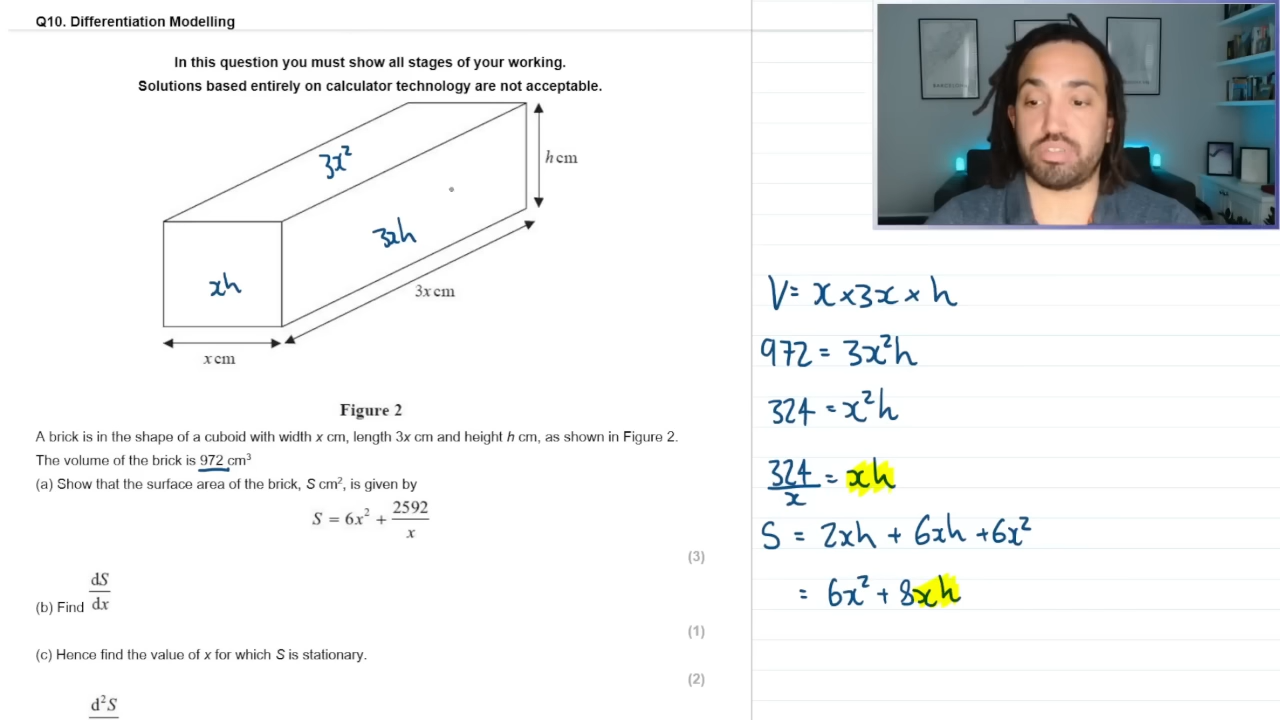 Q10. Differentiation Modelling
In this question you must show all stages of your working.
Solutions based entirely on calculator technology are not acceptable.
3x²
h cm
3xh
xh
3x cm
x cm
Figure 2
A brick is in the shape of a cuboid with width x cm, length 3x cm and height h cm, as shown in Figure 2.
The volume of the brick is 972 cm³
(a) Show that the surface area of the brick, S cm², is given by
S = 6x² + 2592/x
(3)
(b) Find dS/dx
(1)
(c) Hence find the value of x for which S is stationary.
(2)
d²S
BARCELONA
V = x × 3x × h
972 = 3x²h
324 = x²h
324/x = xh
S = 2xh + 6xh + 6x²
= 6x² + 8xh